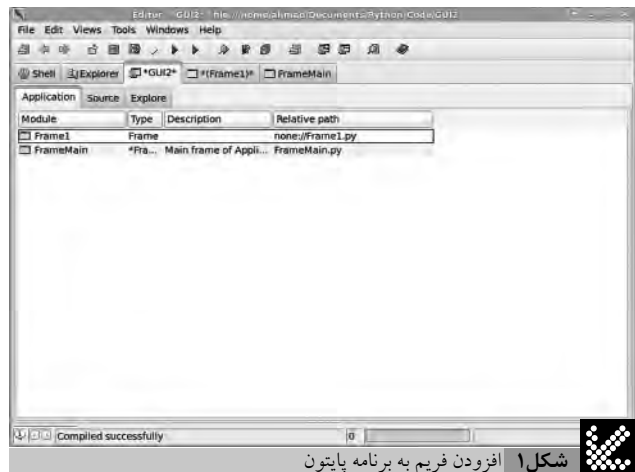 Editor - *GUI2* - file:///home/ahmad/Documents/Python Code/GUI2
File Edit Views Tools Windows Help
Shell Explorer *GUI2* *(Frame1)* FrameMain
Application Source Explore
Module Type Description Relative path
Frame1 Frame none://Frame1.py
FrameMain *Fra... Main frame of Appli... FrameMain.py
Compiled successfully 0
شکل۱ افزودن فریم به برنامه پایتون